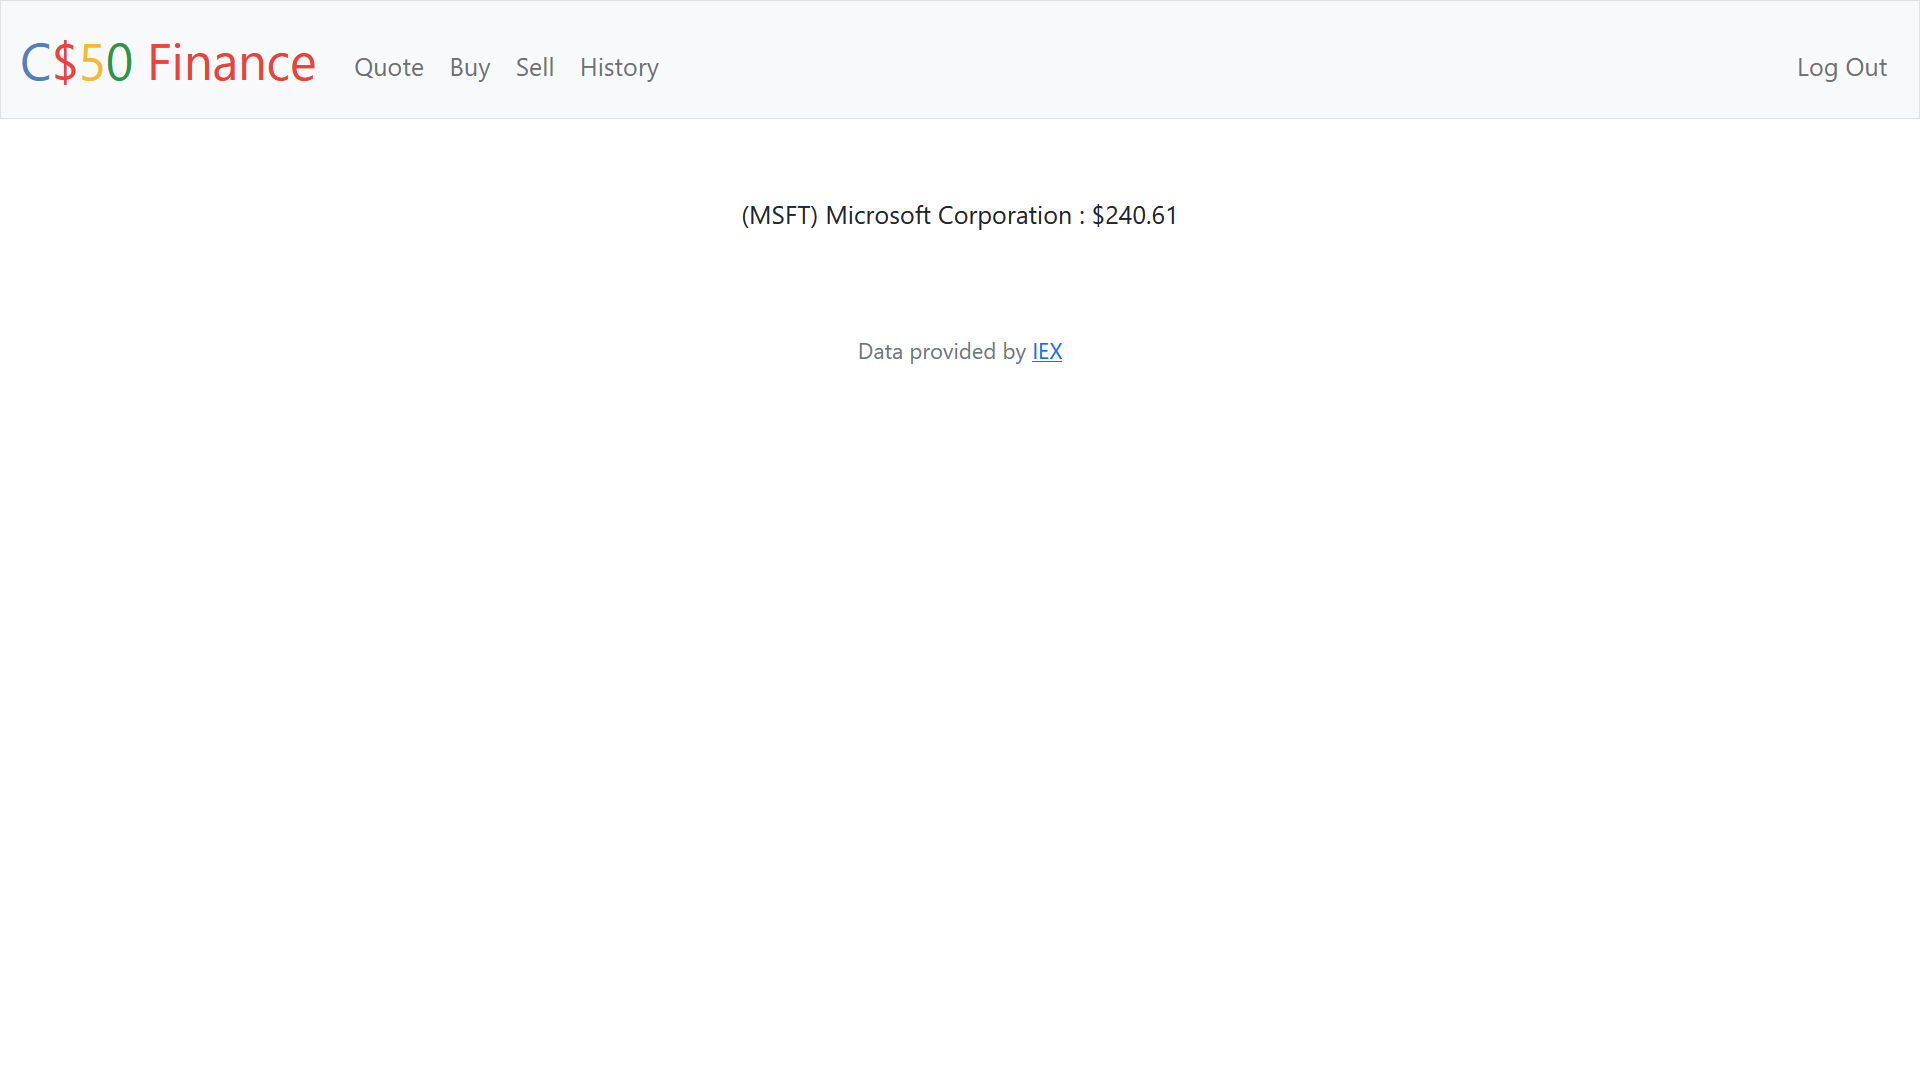 C$50 Finance Quote Buy Sell History Log Out
(MSFT) Microsoft Corporation : $240.61
Data provided by IEX